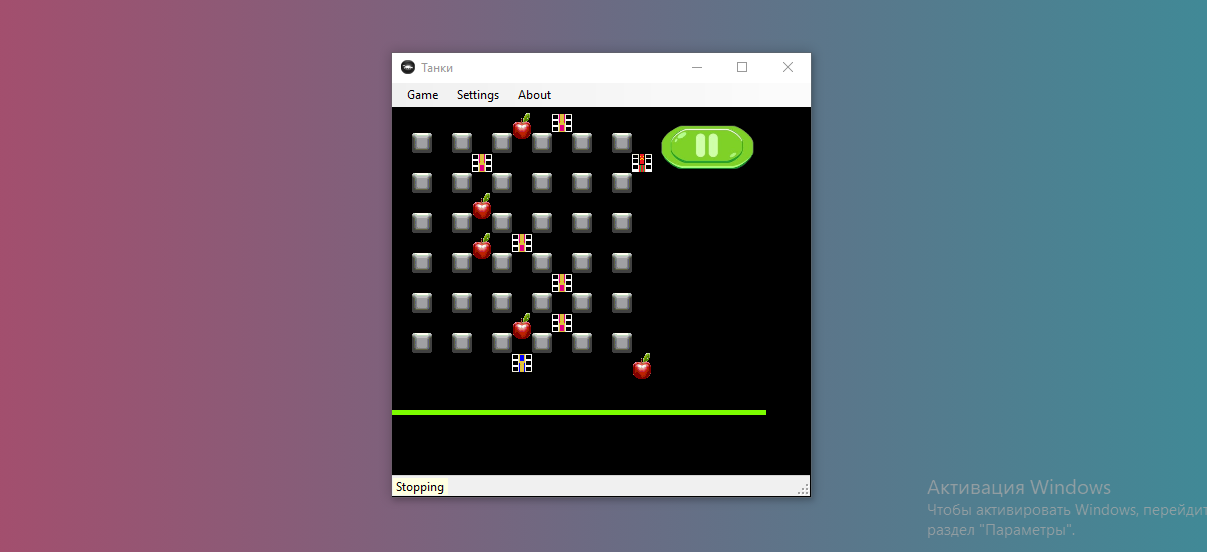 Танки
Game Settings About
Stopping
Активация Windows
Чтобы активировать Windows, перейдит
раздел "Параметры".